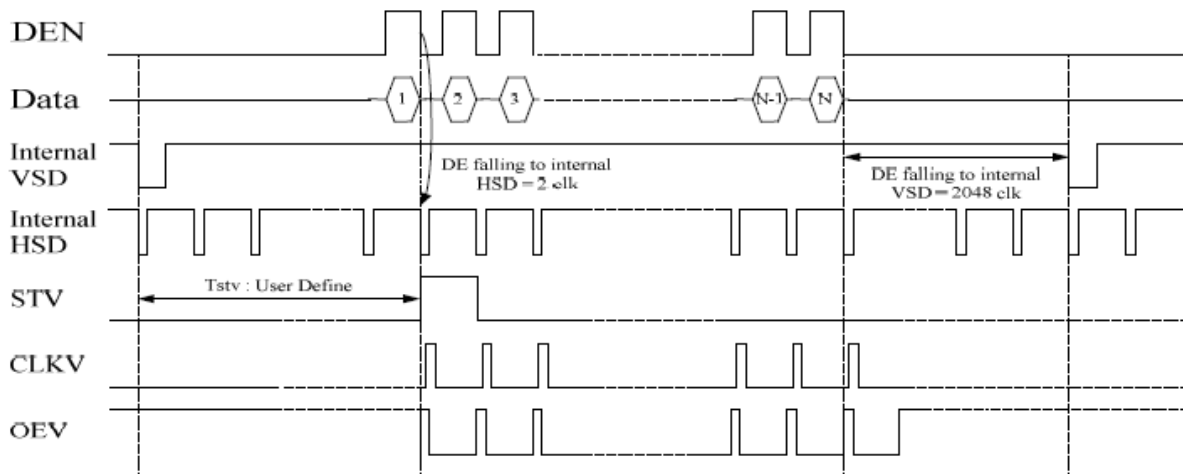 DEN
Data
1 2 3 N-1 N
Internal
VSD
DE falling to internal
HSD = 2 clk
DE falling to internal
VSD = 2048 clk
Internal
HSD
Tstv : User Define
STV
CLKV
OEV